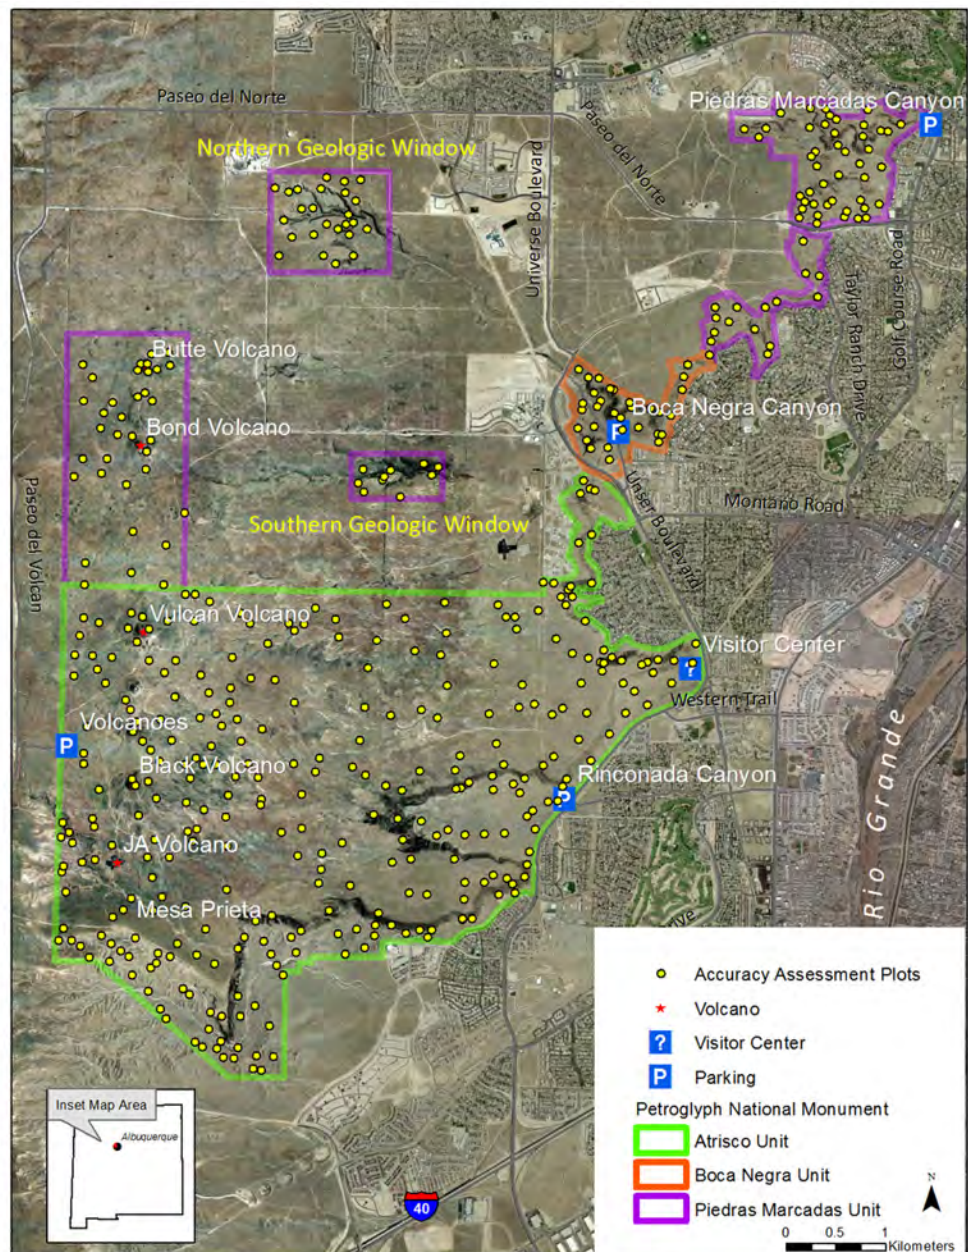 Paseo del Norte
Piedras Marcadas Canyon
P
Northern Geologic Window
Paseo del Norte
Universe Boulevard
Taylor Ranch Drive
Golf Course Road
Butte Volcano
Bond Volcano
Boca Negra Canyon
P
Unser Boulevard
Montano Road
Southern Geologic Window
Paseo del Volcan
Vulcan Volcano
Visitor Center
?
Western Trail
Volcanoes
P
Black Volcano
Rinconada Canyon
P
Rio Grande
JA Volcano
Mesa Prieta
Drive
Accuracy Assessment Plots
Volcano
? Visitor Center
P Parking
Petroglyph National Monument
Atrisco Unit
Boca Negra Unit
Piedras Marcadas Unit
N
0 0.5 1
Kilometers
Inset Map Area
Albuquerque
40